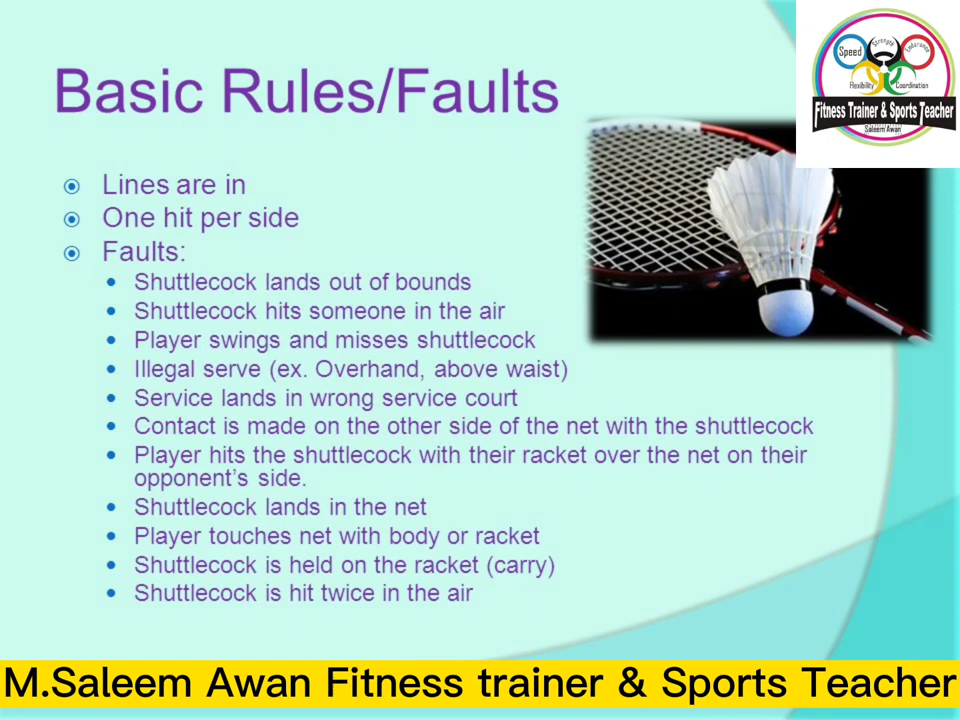 Basic Rules/Faults
Speed
Strength
Endurance
Flexibility
Coordination
Fitness Trainer & Sports Teacher
Saleem Awan
Lines are in
One hit per side
Faults:
Shuttlecock lands out of bounds
Shuttlecock hits someone in the air
Player swings and misses shuttlecock
Illegal serve (ex. Overhand, above waist)
Service lands in wrong service court
Contact is made on the other side of the net with the shuttlecock
Player hits the shuttlecock with their racket over the net on their
opponent's side.
Shuttlecock lands in the net
Player touches net with body or racket
Shuttlecock is held on the racket (carry)
Shuttlecock is hit twice in the air
M.Saleem Awan Fitness trainer & Sports Teacher